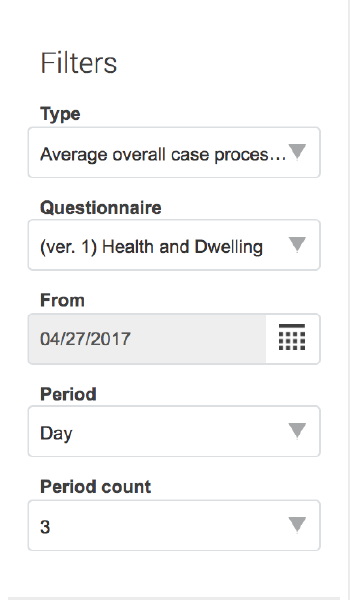 Filters
Type
Average overall case proces...
Questionnaire
(ver. 1) Health and Dwelling
From
04/27/2017
Period
Day
Period count
3